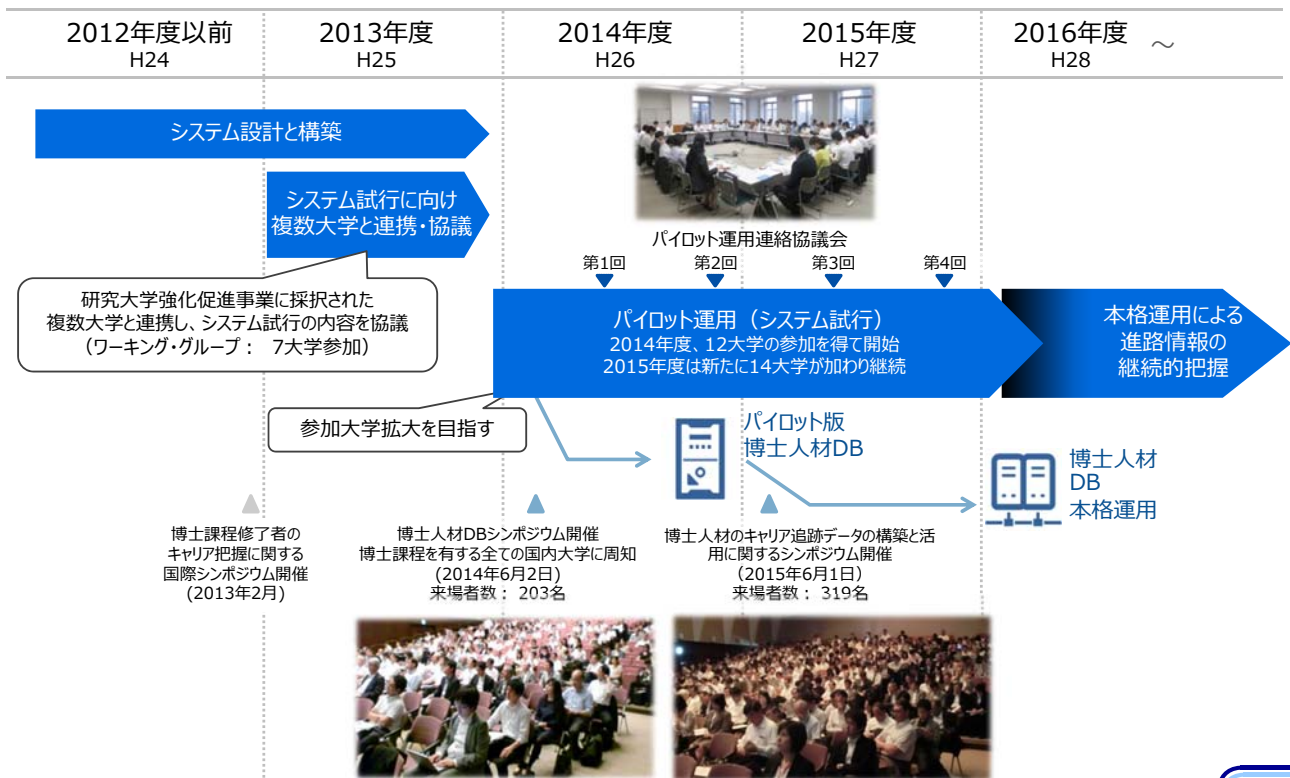 2012年度以前
H24
2013年度
H25
2014年度
H26
2015年度
H27
2016年度 ～
H28
システム設計と構築
システム試行に向け
複数大学と連携・協議
パイロット運用連絡協議会
第1回
第2回
第3回
第4回
研究大学強化促進事業に採択された
複数大学と連携し、システム試行の内容を協議
（ワーキング・グループ： 7大学参加）
パイロット運用（システム試行）
2014年度、12大学の参加を得て開始
2015年度は新たに14大学が加わり継続
本格運用による
進路情報の
継続的把握
参加大学拡大を目指す
パイロット版
博士人材DB
博士人材
DB
本格運用
博士課程修了者の
キャリア把握に関する
国際シンポジウム開催
(2013年2月)
博士人材DBシンポジウム開催
博士課程を有する全ての国内大学に周知
(2014年6月2日)
来場者数： 203名
博士人材のキャリア追跡データの構築と活
用に関するシンポジウム開催
（2015年6月1日）
来場者数： 319名